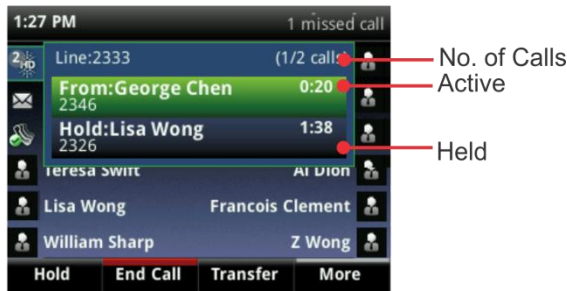 1:27 PM 1 missed call
2 HD Line:2333 (1/2 calls) No. of Calls
From:George Chen 0:20 Active
2346
Hold:Lisa Wong 1:38
2326 Held
Teresa Swift Al Dion
Lisa Wong Francois Clement
William Sharp Z Wong
Hold End Call Transfer More